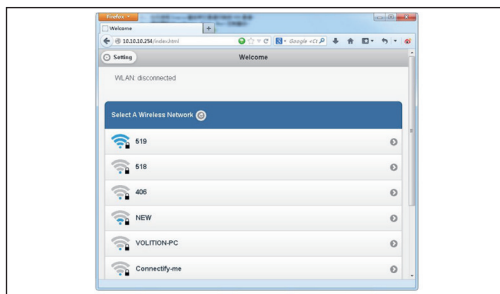 Firefox
Welcome
10.10.10.254/index.html
Google
Setting
Welcome
WLAN: disconnected
Select A Wireless Network
519
518
406
NEW
VOLITION-PC
Connectify-me